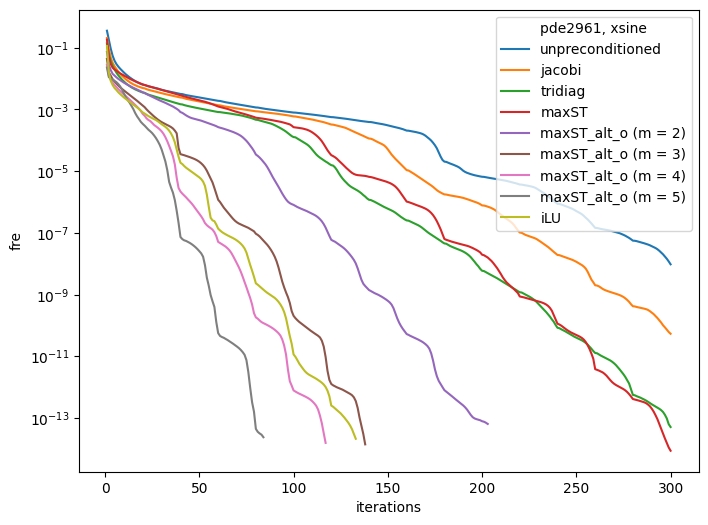 pde2961, xsine
unpreconditioned
jacobi
tridiag
maxST
maxST_alt_o (m = 2)
maxST_alt_o (m = 3)
maxST_alt_o (m = 4)
maxST_alt_o (m = 5)
iLU
10⁻¹
10⁻³
10⁻⁵
10⁻⁷
10⁻⁹
10⁻¹¹
10⁻¹³
fre
0 50 100 150 200 250 300
iterations